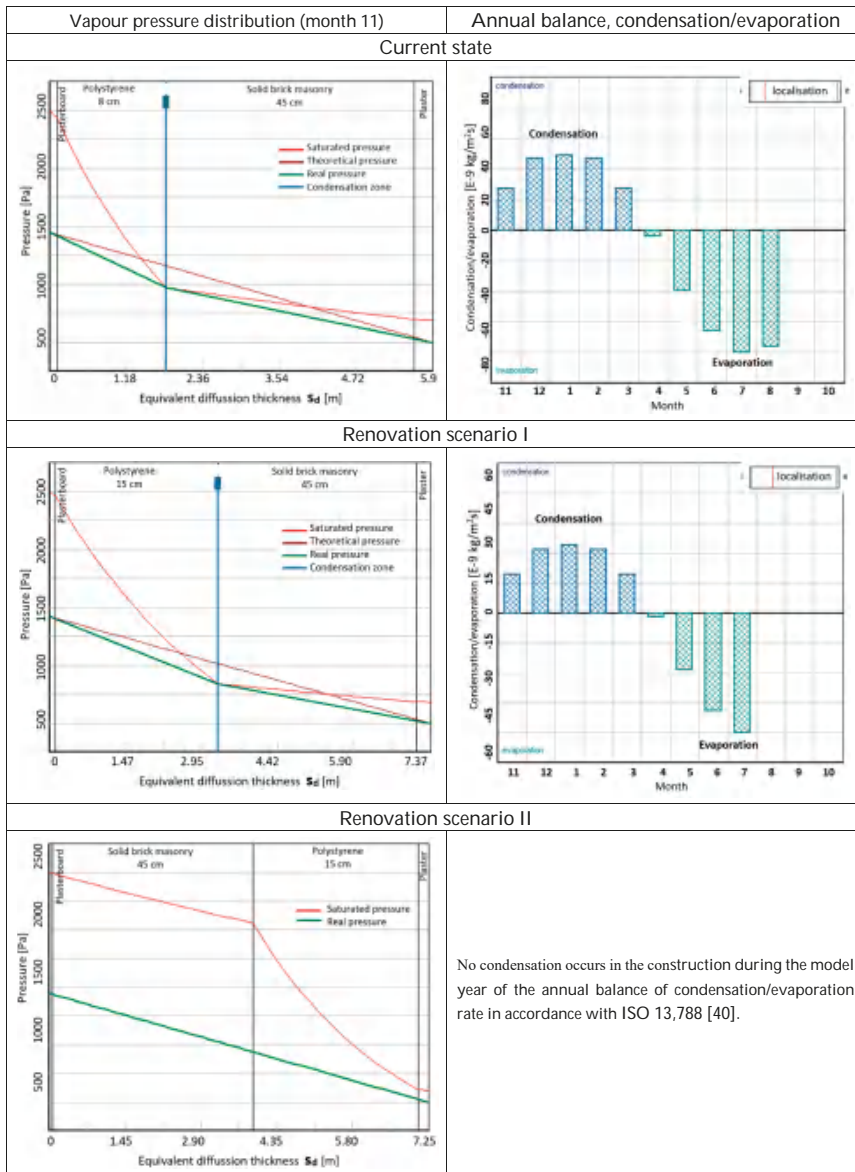 Vapour pressure distribution (month 11)
Annual balance, condensation/evaporation
Current state
Polystyrene
8 cm
Solid brick masonry
45 cm
Plasterboard
Plaster
Saturated pressure
Theoretical pressure
Real pressure
Condensation zone
Pressure [Pa]
2500
2000
1500
1000
500
0 1.18 2.36 3.54 4.72 5.9
Equivalent diffussion thickness Sd [m]
condensation
localisation
Condensation
Condensation/evaporation [E-9 kg/m²s]
80
60
40
20
0
-20
-40
-60
-80
Evaporation
11 12 1 2 3 4 5 6 7 8 9 10
Month
Renovation scenario I
Polystyrene
15 cm
Solid brick masonry
45 cm
Plasterboard
Plaster
Saturated pressure
Theoretical pressure
Real pressure
Condensation zone
Pressure [Pa]
2500
2000
1500
1000
500
0 1.47 2.95 4.42 5.90 7.37
Equivalent diffussion thickness Sd [m]
condensation
localisation
Condensation
Condensation/evaporation [E-9 kg/m²s]
60
45
30
15
0
-15
-30
-45
-60
Evaporation
evaporation
11 12 1 2 3 4 5 6 7 8 9 10
Month
Renovation scenario II
Solid brick masonry
45 cm
Polystyrene
15 cm
Plasterboard
Plaster
Saturated pressure
Real pressure
Pressure [Pa]
2500
2000
1500
1000
500
0 1.45 2.90 4.35 5.80 7.25
Equivalent diffussion thickness Sd [m]
No condensation occurs in the construction during the model
year of the annual balance of condensation/evaporation
rate in accordance with ISO 13,788 [40].